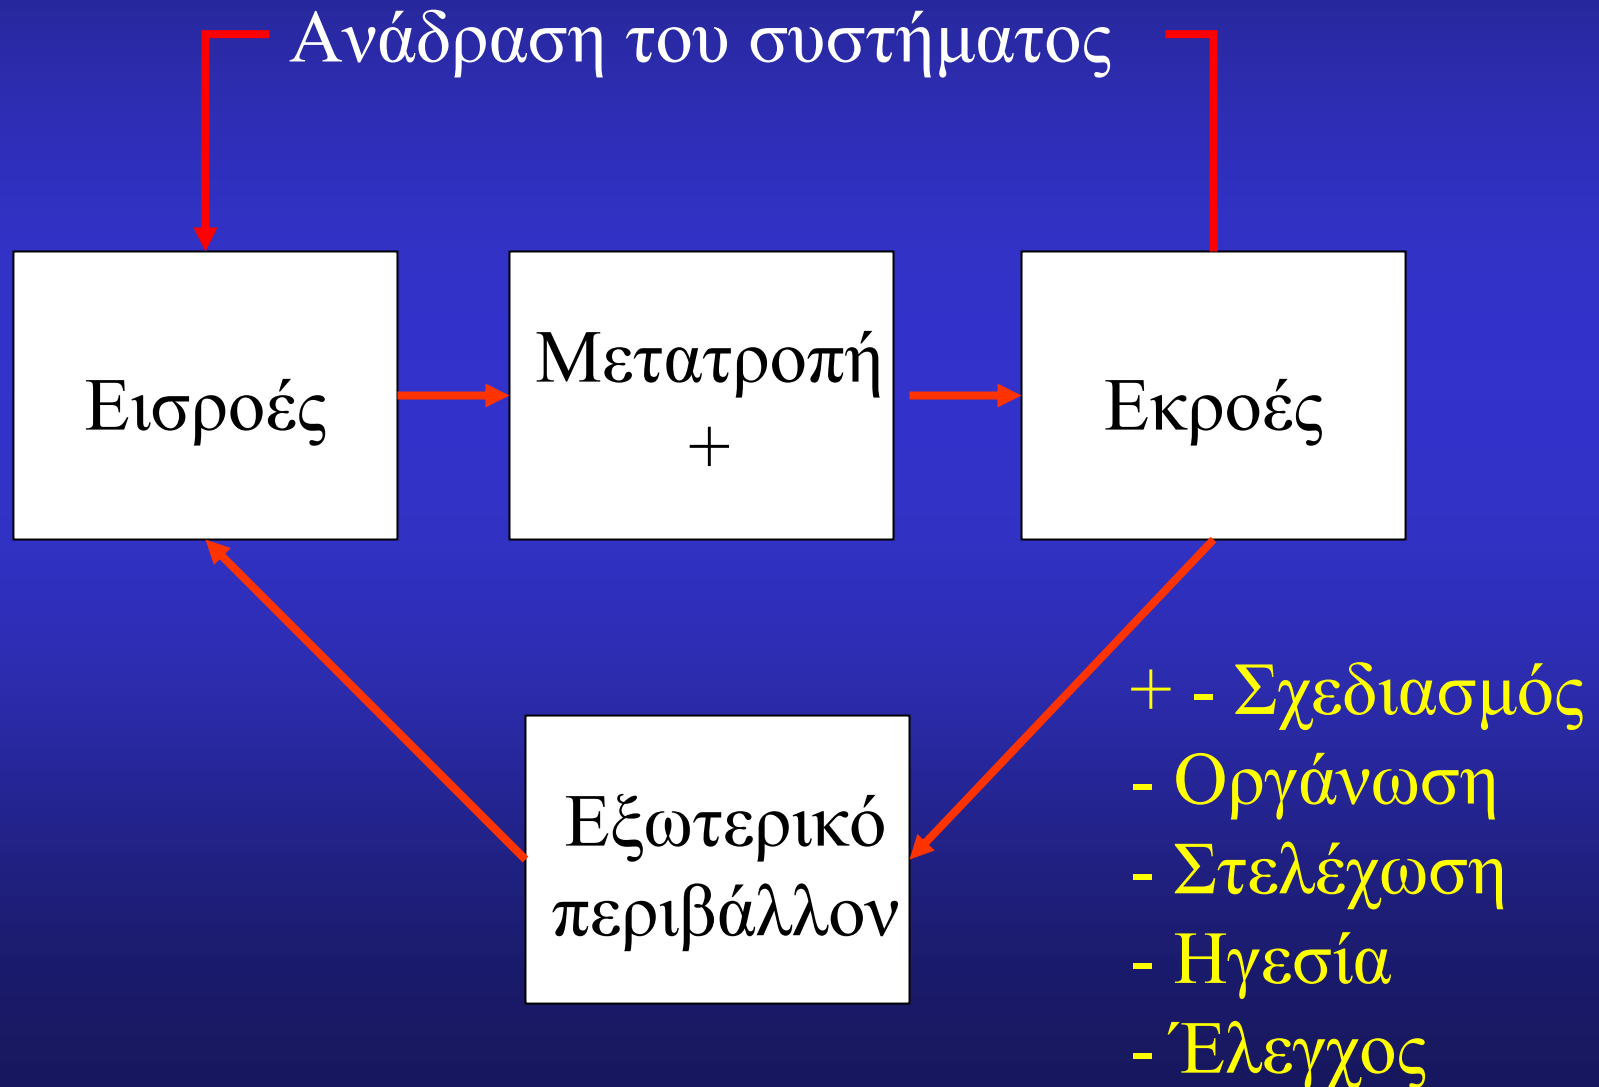 Ανάδραση του συστήματος
Εισροές
Μετατροπή
+
Εκροές
Εξωτερικό
περιβάλλον
+ - Σχεδιασμός
- Οργάνωση
- Στελέχωση
- Ηγεσία
- Έλεγχος